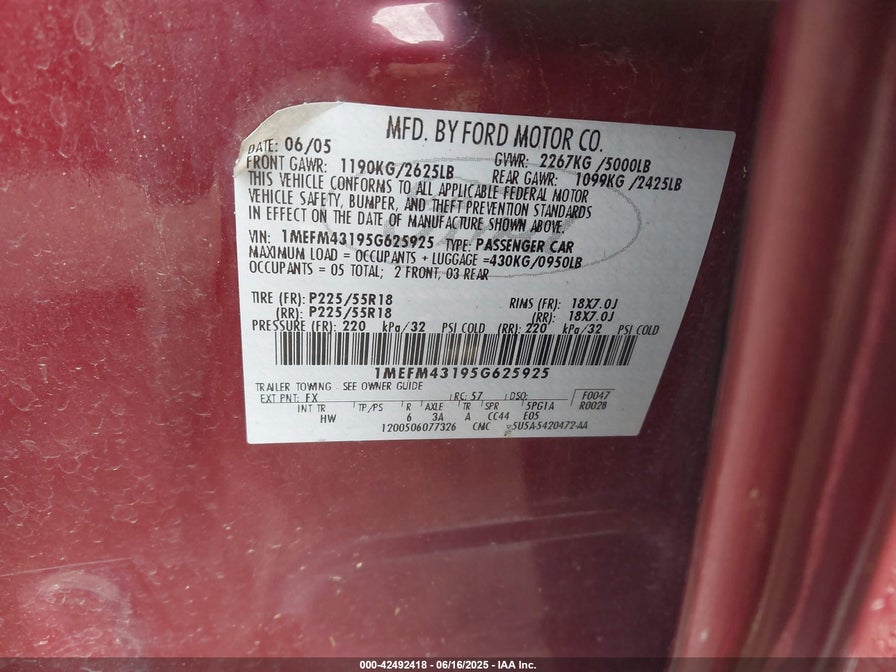 MFD. BY FORD MOTOR CO.
DATE: 06/05 GVWR: 2267KG /5000LB
FRONT GAWR: 1190KG/2625LB REAR GAWR: 1099KG /2425LB
THIS VEHICLE CONFORMS TO ALL APPLICABLE FEDERAL MOTOR
VEHICLE SAFETY, BUMPER, AND THEFT PREVENTION STANDARDS
IN EFFECT ON THE DATE OF MANUFACTURE SHOWN ABOVE.
VIN: 1MEFM43195G625925 TYPE: PASSENGER CAR
MAXIMUM LOAD = OCCUPANTS + LUGGAGE =430KG/0950LB
OCCUPANTS = 05 TOTAL; 2 FRONT, 03 REAR
TIRE (FR): P225/55R18 RIMS (FR): 18X7.0J
(RR): P225/55R18 (RR): 18X7.0J
PRESSURE (FR): 220 kPa/32 PSI COLD (RR): 220 kPa/32 PSI COLD
1MEFM43195G625925
TRAILER TOWING - SEE OWNER GUIDE
EXT PNT: FX RC: 57 DSO: F0047
INT TR TP/PS R AXLE TR SPR 5PG1A R0028
HW 6 3A A CC44 E05
1200506077326 CMC 5U5A-5420472-AA
000-42492418 - 06/16/2025 - IAA Inc.